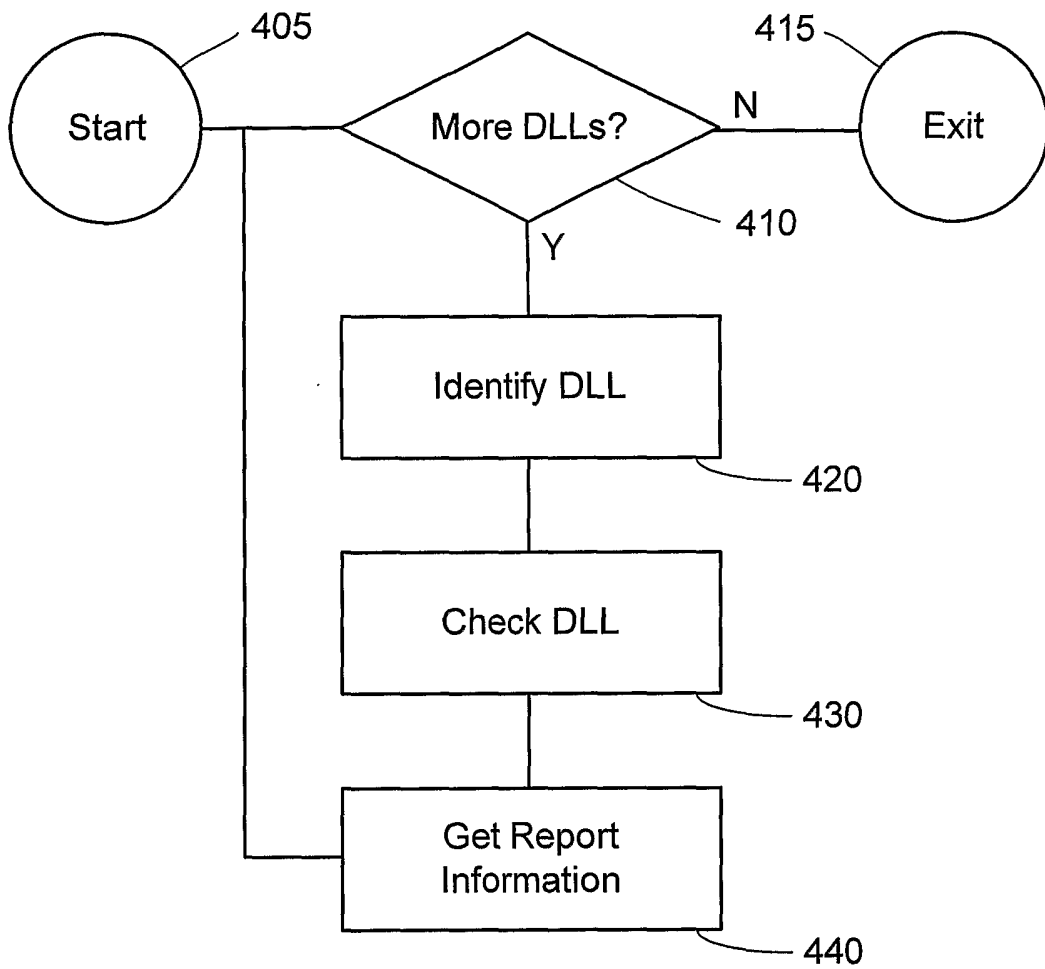 405
415
Start
More DLLs?
N
Exit
410
Y
Identify DLL
420
Check DLL
430
Get Report
Information
440